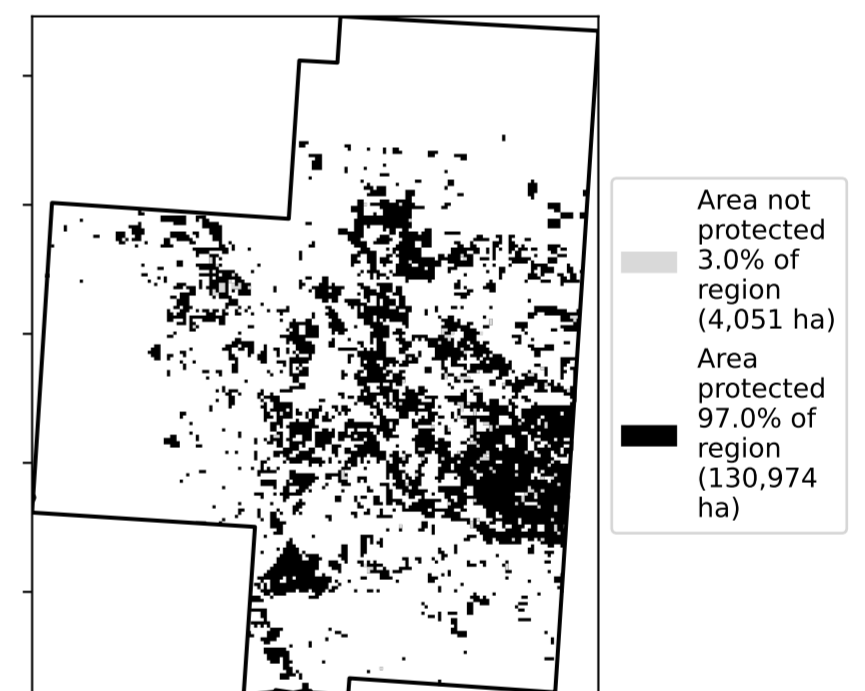 Area not
protected
3.0% of
region
(4,051 ha)
Area
protected
97.0% of
region
(130,974
ha)